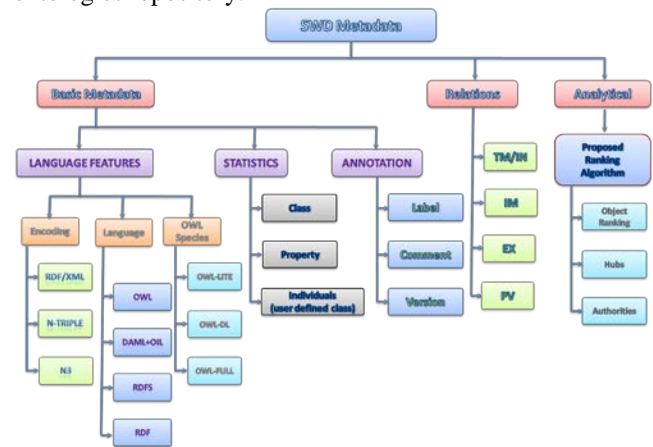 ontologies repository.
SWD Metadata
Basic Metadata
Relations
Analytical
LANGUAGE FEATURES
STATISTICS
ANNOTATION
TM/IN
Proposed
Ranking
Algorithm
Encoding
Language
OWL
Species
Class
Label
IM
Object
Ranking
RDF/XML
OWL
OWL-LITE
Property
Comment
EX
Hubs
N-TRIPLE
DAML+OIL
OWL-DL
Individuals
(user defined class)
Version
PV
Authorities
N3
RDFS
OWL-FULL
RDF